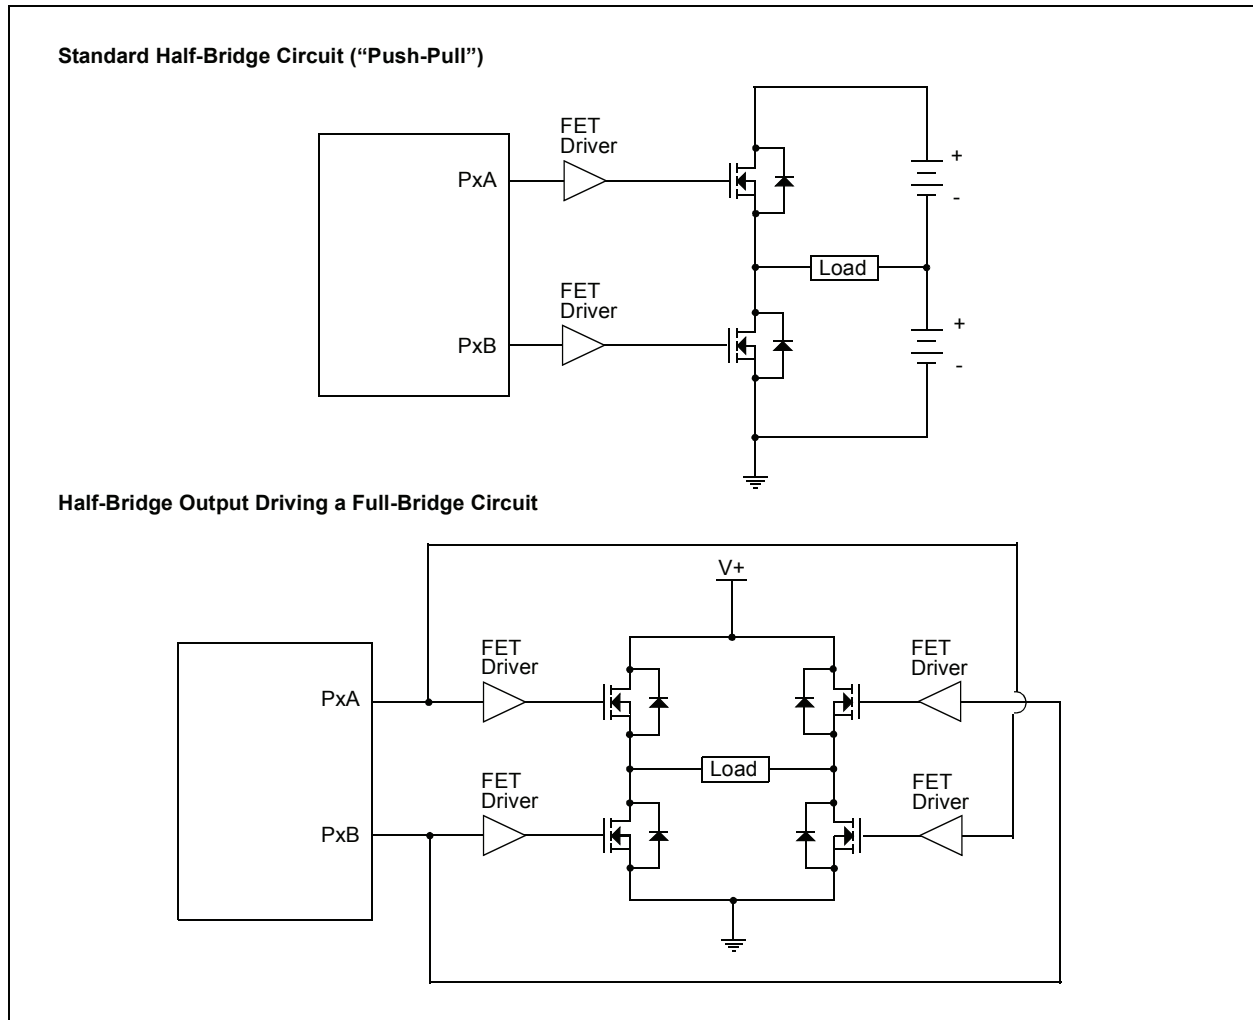 Standard Half-Bridge Circuit (“Push-Pull”)
FET
Driver
PxA
+
-
Load
FET
Driver
PxB
+
-
Half-Bridge Output Driving a Full-Bridge Circuit
V+
FET
Driver
FET
Driver
PxA
Load
FET
Driver
FET
Driver
PxB